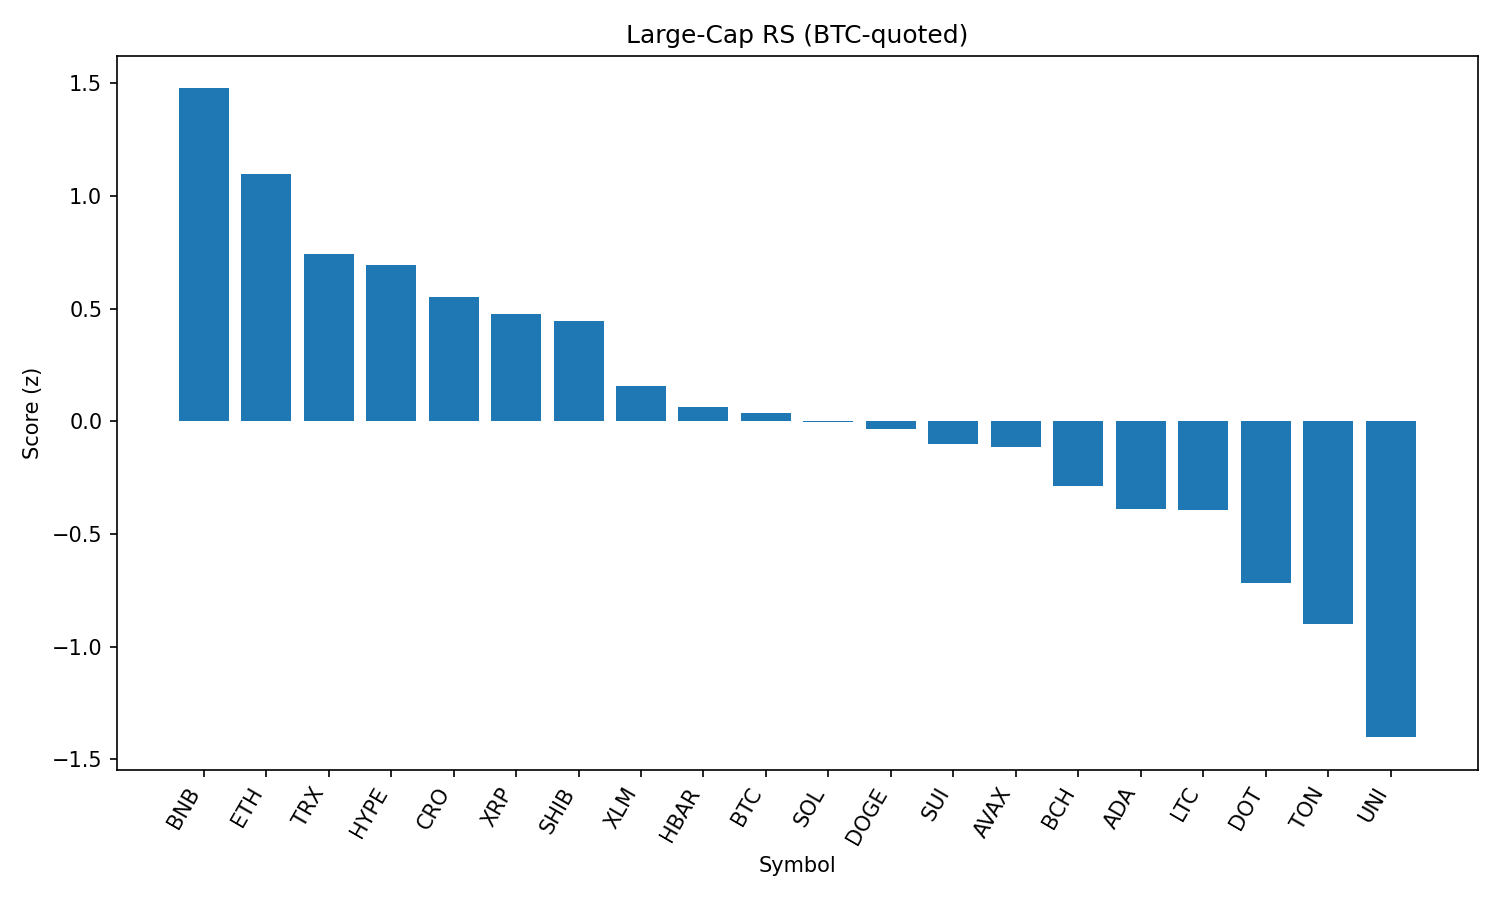 Large-Cap RS (BTC-quoted)
Score (z)
1.5
1.0
0.5
0.0
−0.5
−1.0
−1.5
BNB
ETH
TRX
HYPE
CRO
XRP
SHIB
XLM
HBAR
BTC
SOL
DOGE
SUI
AVAX
BCH
ADA
LTC
DOT
TON
UNI
Symbol